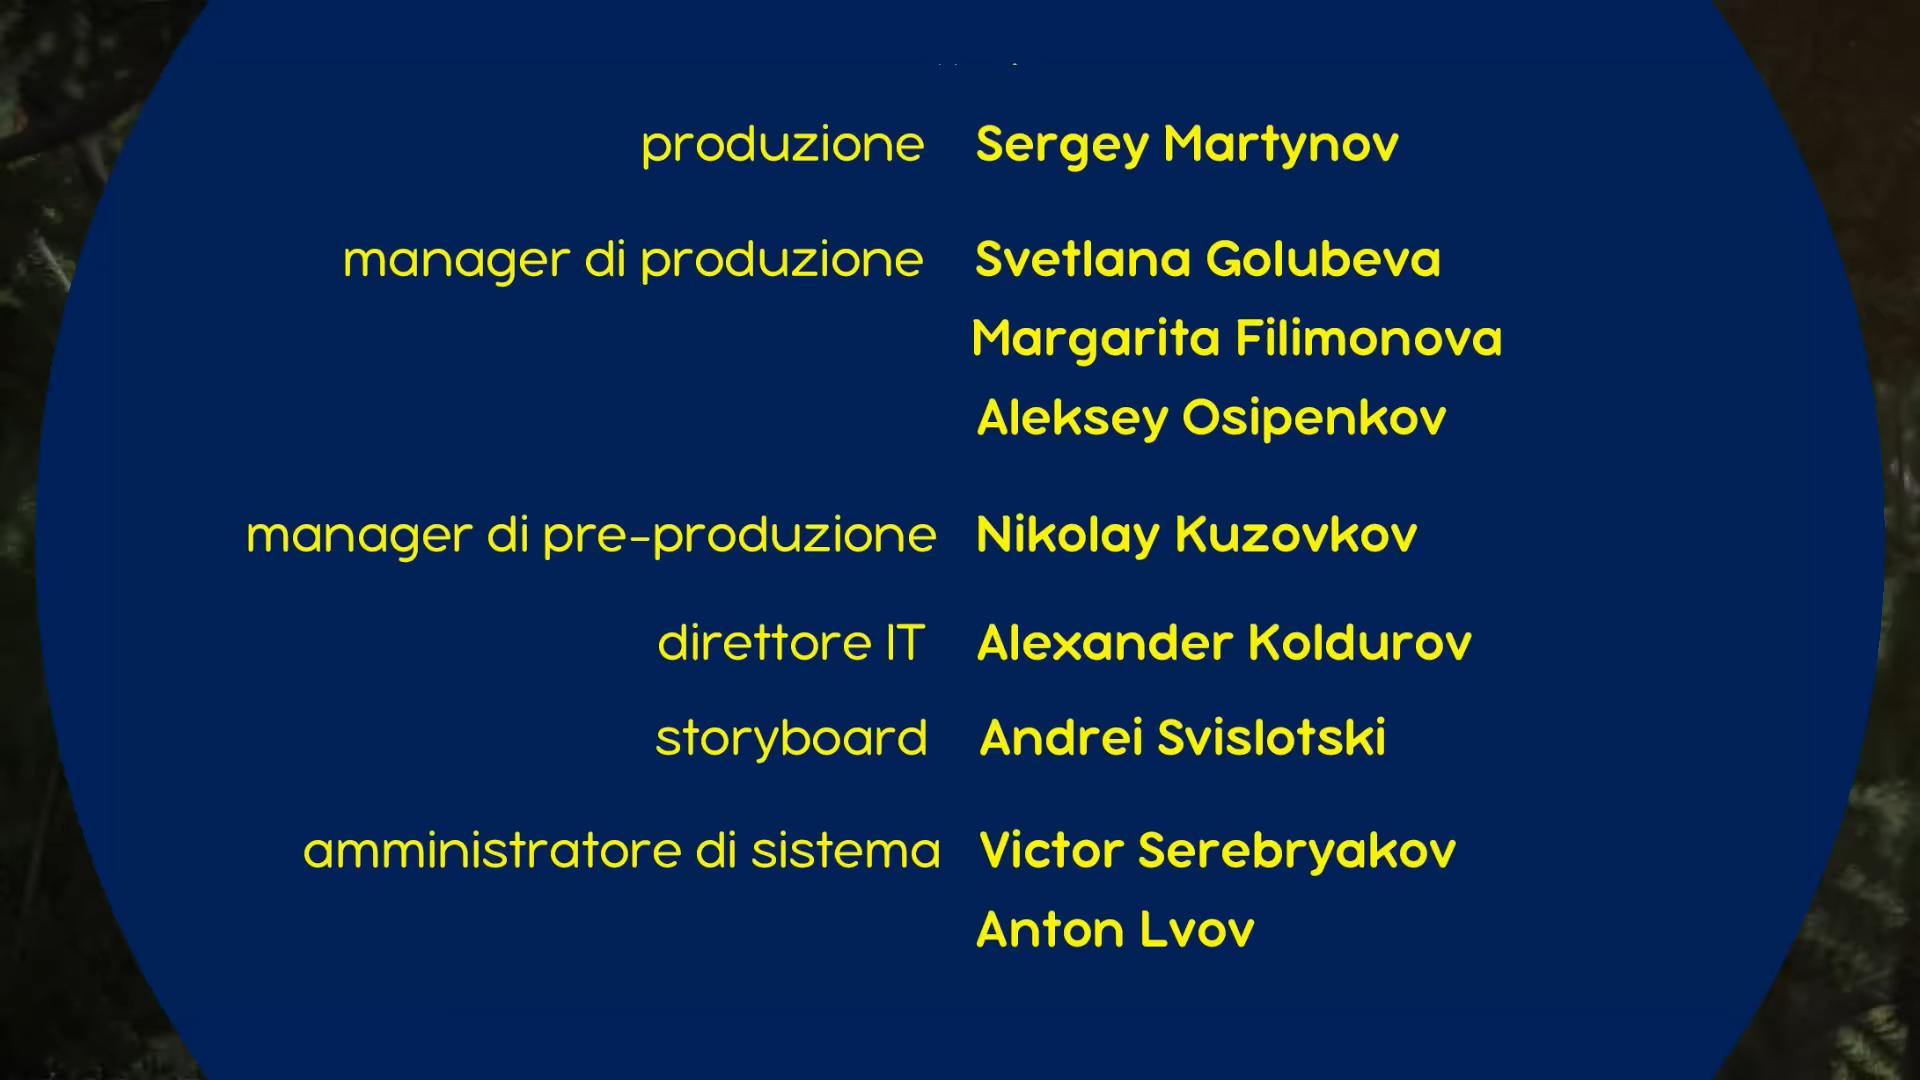 produzione Sergey Martynov
manager di produzione Svetlana Golubeva
Margarita Filimonova
Aleksey Osipenkov
manager di pre-produzione Nikolay Kuzovkov
direttore IT Alexander Koldurov
storyboard Andrei Svislotski
amministratore di sistema Victor Serebryakov
Anton Lvov